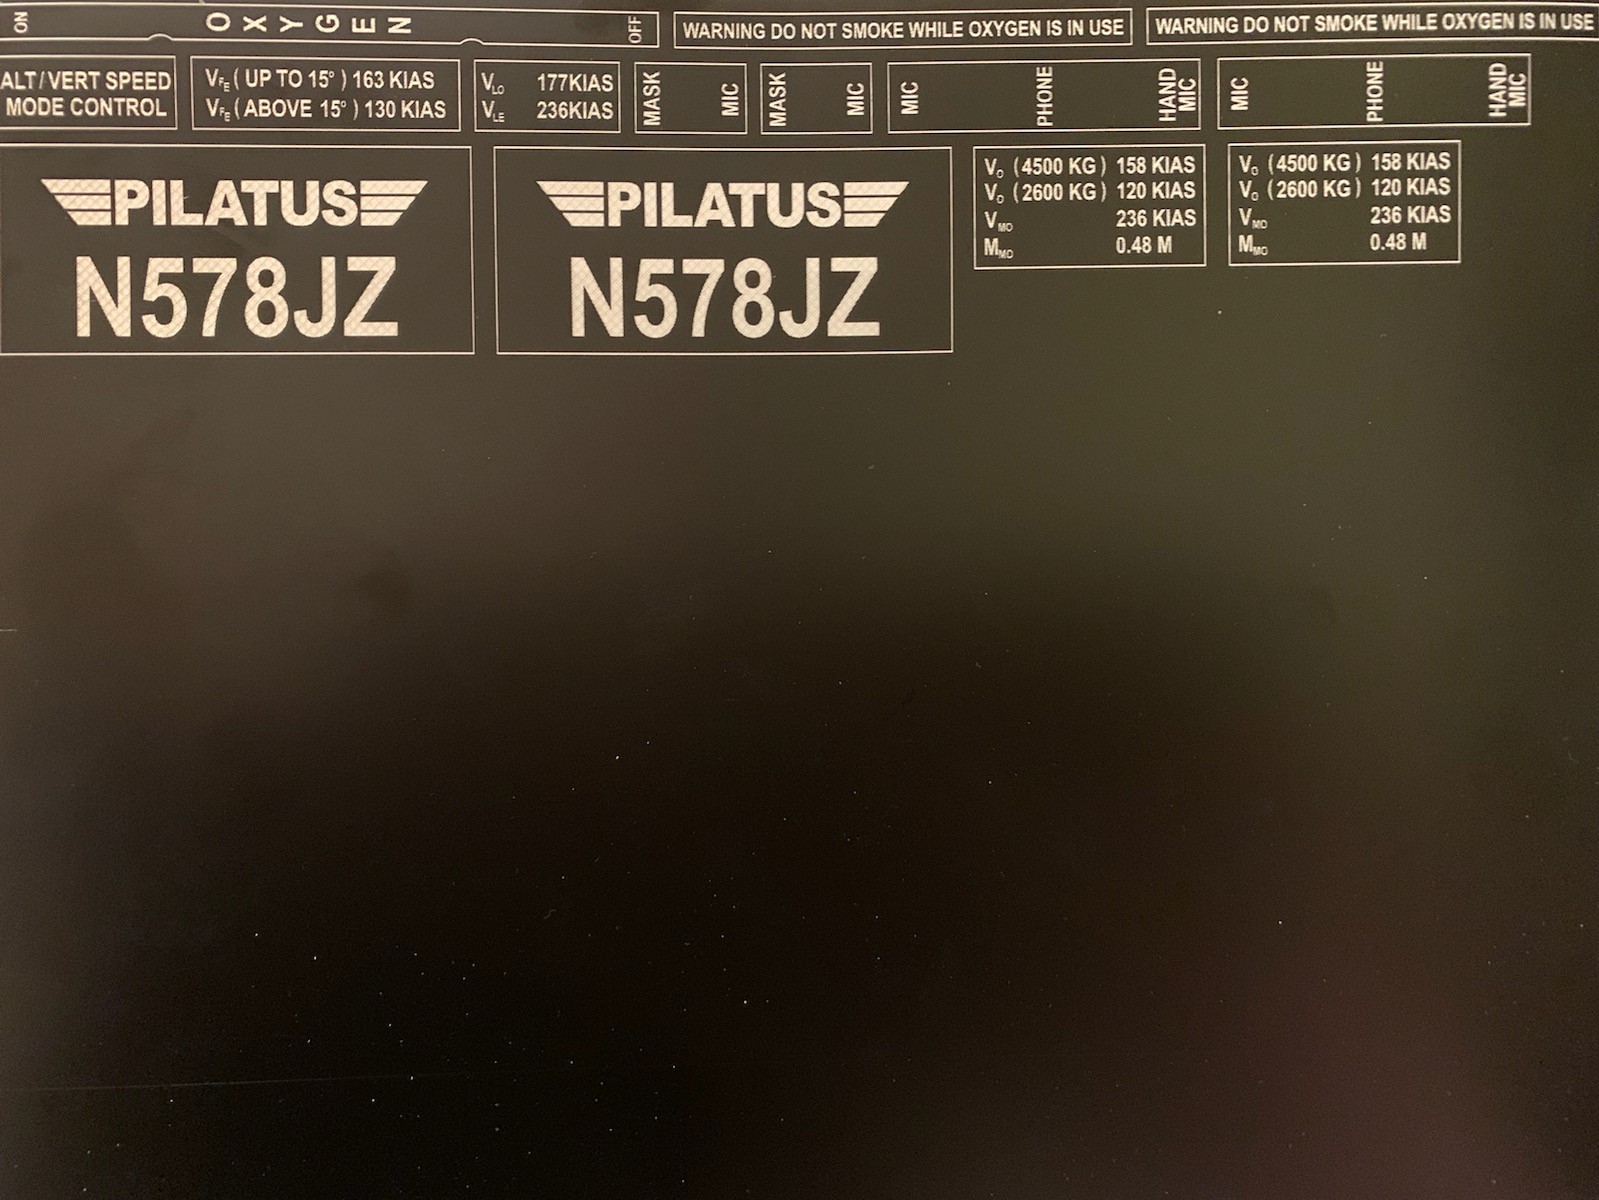 ON OXYGEN OFF
WARNING DO NOT SMOKE WHILE OXYGEN IS IN USE
WARNING DO NOT SMOKE WHILE OXYGEN IS IN USE
ALT/VERT SPEED
MODE CONTROL
VFE (UP TO 15°) 163 KIAS
VFE (ABOVE 15°) 130 KIAS
VLO 177KIAS
VLE 236KIAS
MASK MIC
MASK MIC
MIC PHONE HAND MIC
MIC PHONE HAND MIC
PILATUS
N578JZ
PILATUS
N578JZ
VO (4500 KG) 158 KIAS
VO (2600 KG) 120 KIAS
VMO 236 KIAS
MMO 0.48 M
VO (4500 KG) 158 KIAS
VO (2600 KG) 120 KIAS
VMO 236 KIAS
MMO 0.48 M